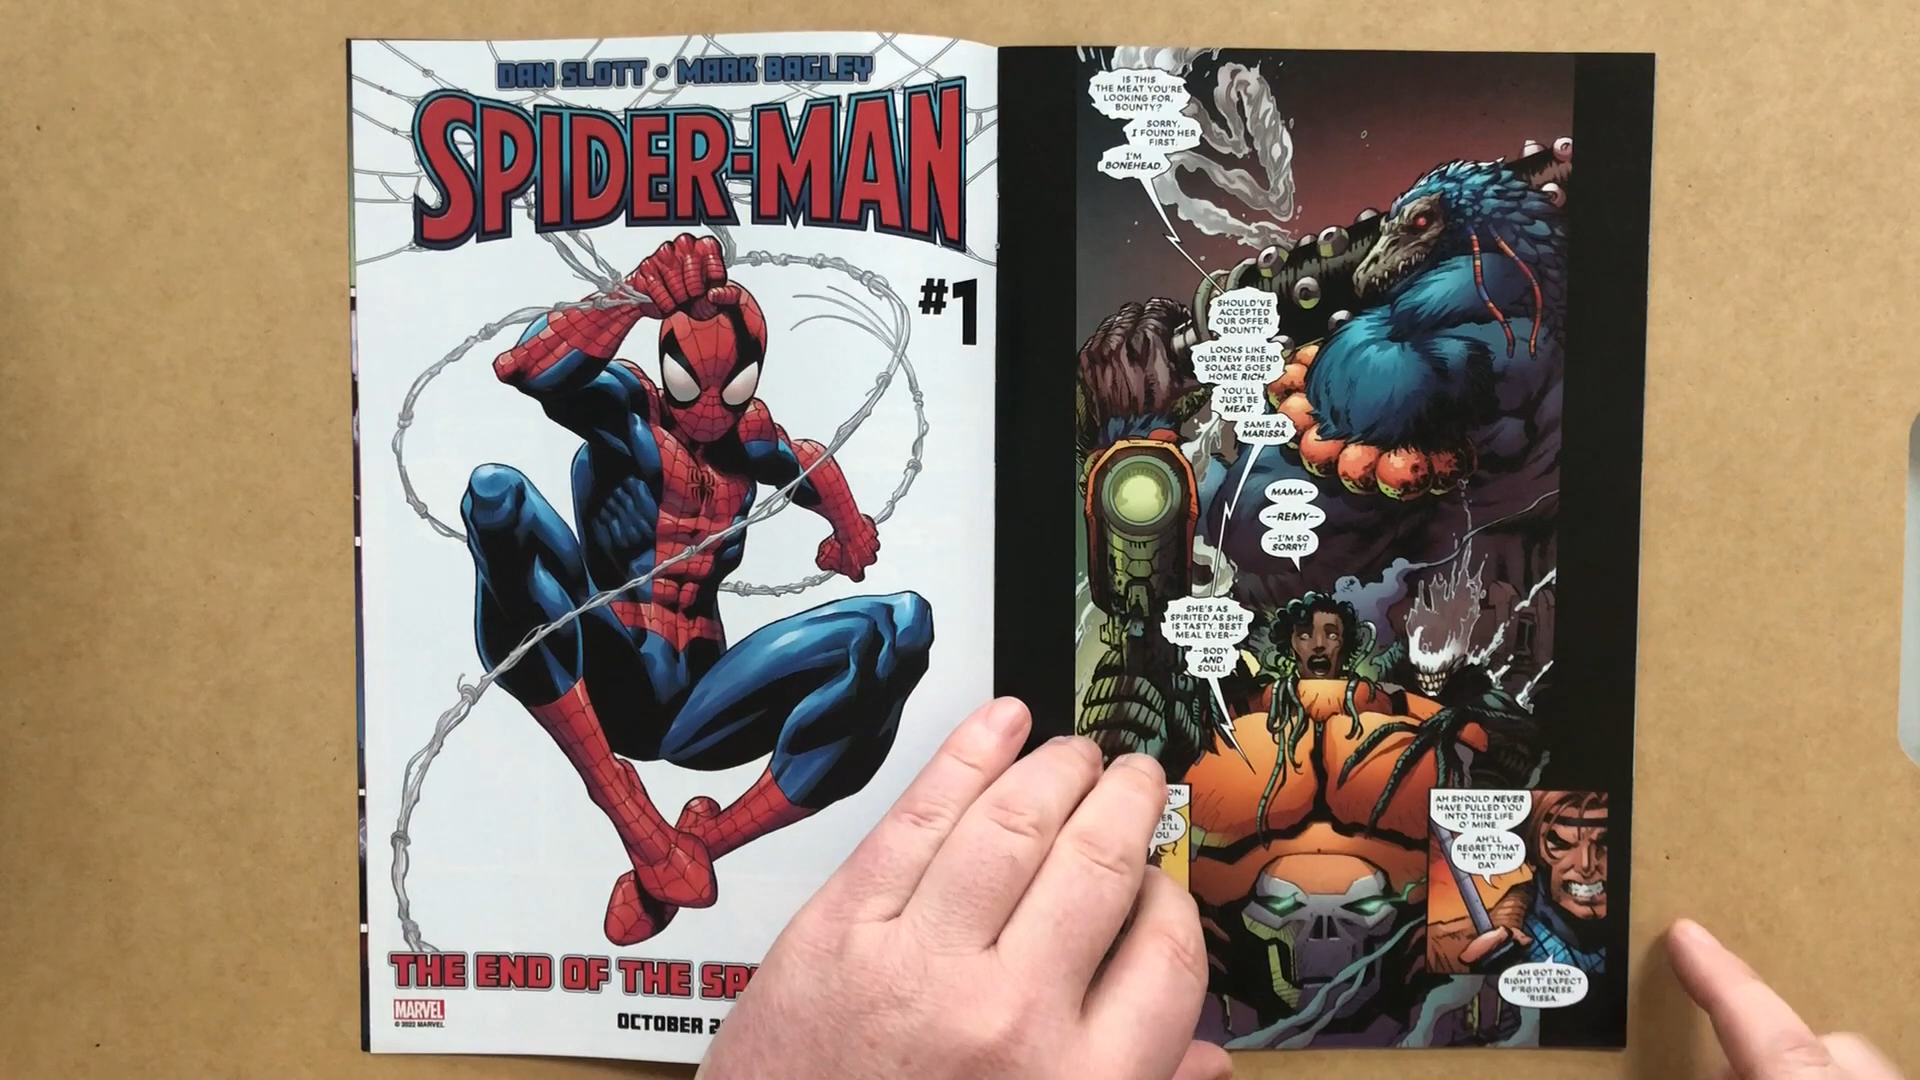 DAN SLOTT • MARK BAGLEY
SPIDER-MAN
#1
THE END OF THE
MARVEL
© 2022 MARVEL
OCTOBER
IS THIS
THE MEAT YOU'RE
LOOKING FOR,
BOUNTY?
SORRY,
I FOUND HER
FIRST.
I'M
BONEHEAD.
SHOULD'VE
ACCEPTED
OUR OFFER,
BOUNTY.
LOOKS LIKE
OUR NEW FRIEND
SOLARZ GOES
HOME RICH.
YOU'LL
JUST BE
MEAT.
SAME AS
MARISSA.
MAMA--
--REMY--
--I'M SO
SORRY!
SHE'S AS
SPIRITED AS SHE
IS TASTY. BEST
MEAL EVER--
--BODY
AND
SOUL!
I'LL
AH SHOULD NEVER
HAVE PULLED YOU
INTO THIS LIFE
O' MINE.
AH'LL
REGRET THAT
T' MY DYIN'
DAY.
AH GOT NO
RIGHT T' EXPECT
F'RGIVENESS,
'RISSA.